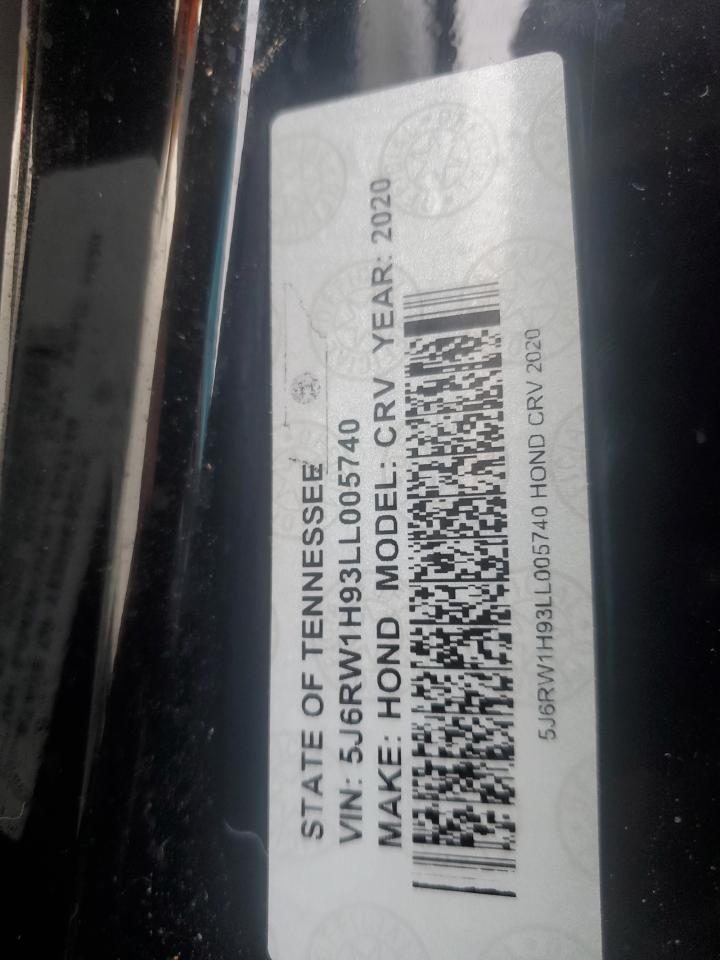 STATE OF TENNESSEE
VIN: 5J6RW1H93LL005740
MAKE: HOND MODEL: CRV YEAR: 2020
5J6RW1H93LL005740 HOND CRV 2020